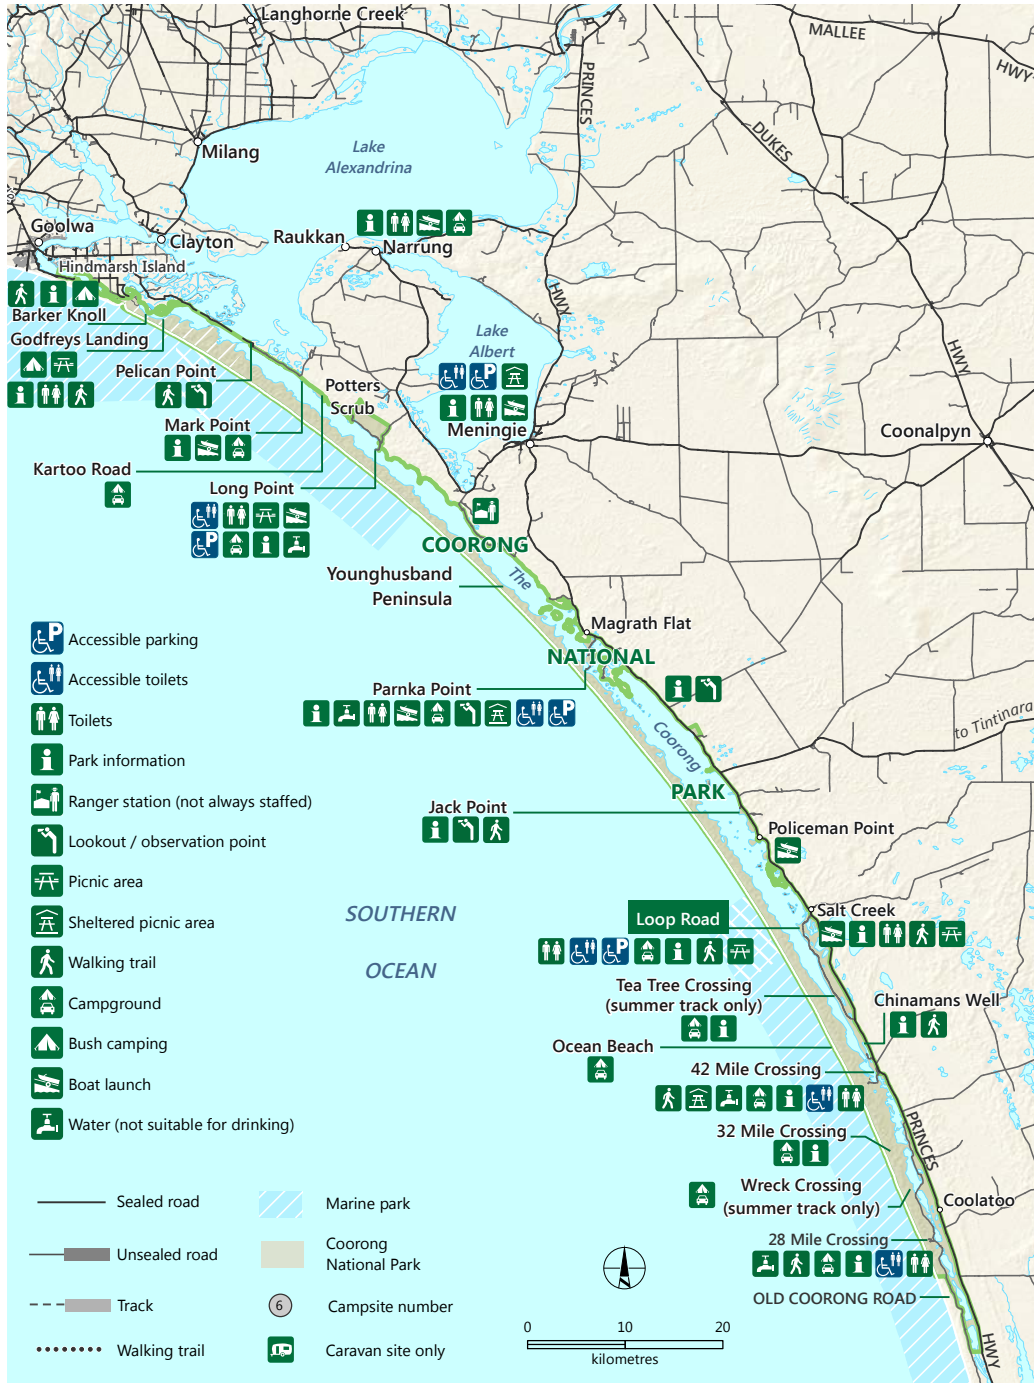 Langhorne Creek
MALLEE
HWY
PRINCES
DUKES
Milang
Lake
Alexandrina
Goolwa
Clayton
Raukkan
Narrung
Hindmarsh Island
HWY
Barker Knoll
Godfreys Landing
Lake
Albert
HWY
Pelican Point
Potters
Scrub
Mark Point
Meningie
Coonalpyn
Kartoo Road
Long Point
COORONG
The
Younghusband
Peninsula
Magrath Flat
NATIONAL
Parnka Point
to Tintinara
Coorong
PARK
Jack Point
Policeman Point
Salt Creek
SOUTHERN
OCEAN
Loop Road
Tea Tree Crossing
(summer track only)
Chinamans Well
Ocean Beach
42 Mile Crossing
PRINCES
32 Mile Crossing
Wreck Crossing
(summer track only)
Coolatoo
28 Mile Crossing
OLD COORONG ROAD
HWY
P Accessible parking
Accessible toilets
Toilets
i Park information
Ranger station (not always staffed)
Lookout / observation point
Picnic area
Sheltered picnic area
Walking trail
Campground
Bush camping
Boat launch
Water (not suitable for drinking)
Sealed road
Unsealed road
Track
Walking trail
Marine park
Coorong
National Park
6 Campsite number
Caravan site only
N
0 10 20
kilometres